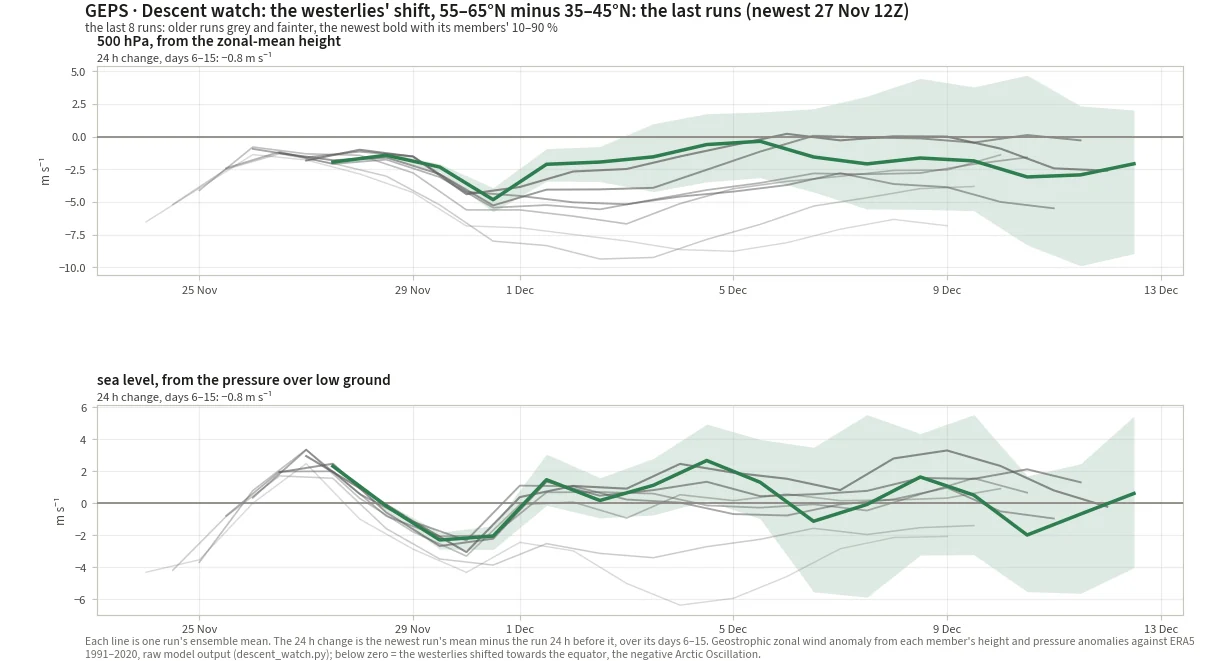 GEPS · Descent watch: the westerlies' shift, 55–65°N minus 35–45°N: the last runs (newest 27 Nov 12Z)
the last 8 runs: older runs grey and fainter, the newest bold with its members' 10–90 %
500 hPa, from the zonal-mean height
24 h change, days 6–15: −0.8 m s⁻¹
5.0
2.5
0.0
−2.5
−5.0
−7.5
−10.0
m s⁻¹
25 Nov
29 Nov
1 Dec
5 Dec
9 Dec
13 Dec
sea level, from the pressure over low ground
24 h change, days 6–15: −0.8 m s⁻¹
6
4
2
0
−2
−4
−6
m s⁻¹
25 Nov
29 Nov
1 Dec
5 Dec
9 Dec
13 Dec
Each line is one run's ensemble mean. The 24 h change is the newest run's mean minus the run 24 h before it, over its days 6–15. Geostrophic zonal wind anomaly from each member's height and pressure anomalies against ERA5
1991–2020, raw model output (descent_watch.py); below zero = the westerlies shifted towards the equator, the negative Arctic Oscillation.